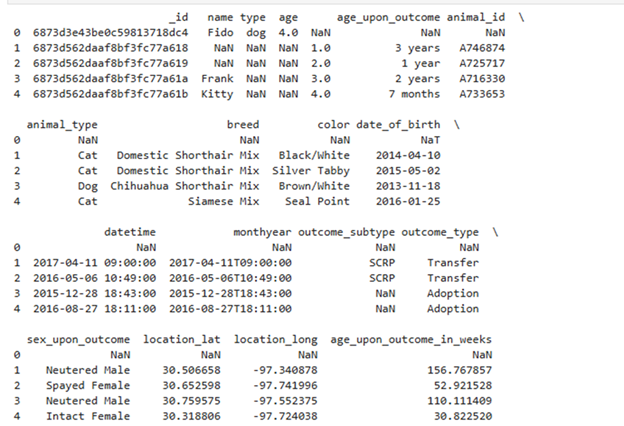 _id name type age age_upon_outcome animal_id \
0 6873d3e43be0c59813718dc4 Fido dog 4.0 NaN NaN NaN
1 6873d562daaf8bf3fc77a618 NaN NaN NaN 1.0 3 years A746874
2 6873d562daaf8bf3fc77a619 NaN NaN NaN 2.0 1 year A725717
3 6873d562daaf8bf3fc77a61a Frank NaN NaN 3.0 2 years A716330
4 6873d562daaf8bf3fc77a61b Kitty NaN NaN 4.0 7 months A733653
animal_type breed color date_of_birth \
0 NaN NaN NaN NaT
1 Cat Domestic Shorthair Mix Black/White 2014-04-10
2 Cat Domestic Shorthair Mix Silver Tabby 2015-05-02
3 Dog Chihuahua Shorthair Mix Brown/White 2013-11-18
4 Cat Siamese Mix Seal Point 2016-01-25
datetime monthyear outcome_subtype outcome_type \
0 NaN NaN NaN NaN
1 2017-04-11 09:00:00 2017-04-11T09:00:00 SCRP Transfer
2 2016-05-06 10:49:00 2016-05-06T10:49:00 SCRP Transfer
3 2015-12-28 18:43:00 2015-12-28T18:43:00 NaN Adoption
4 2016-08-27 18:11:00 2016-08-27T18:11:00 NaN Adoption
sex_upon_outcome location_lat location_long age_upon_outcome_in_weeks
0 NaN NaN NaN NaN
1 Neutered Male 30.506658 -97.340878 156.767857
2 Spayed Female 30.652598 -97.741996 52.921528
3 Neutered Male 30.759575 -97.552375 110.111409
4 Intact Female 30.318806 -97.724038 30.822520